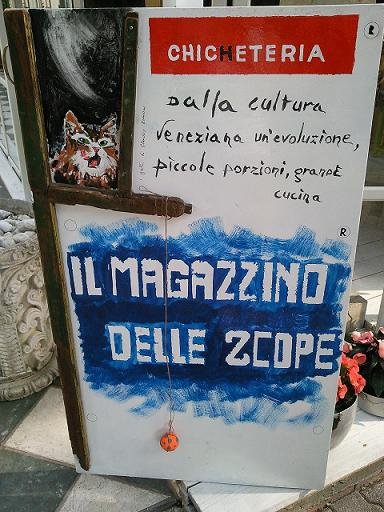 CHICHETERIA
R
Dalla cultura
veneziana un'evoluzione,
piccole porzioni, grande
cucina
R
IL MAGAZZINO
DELLE ZCOPE